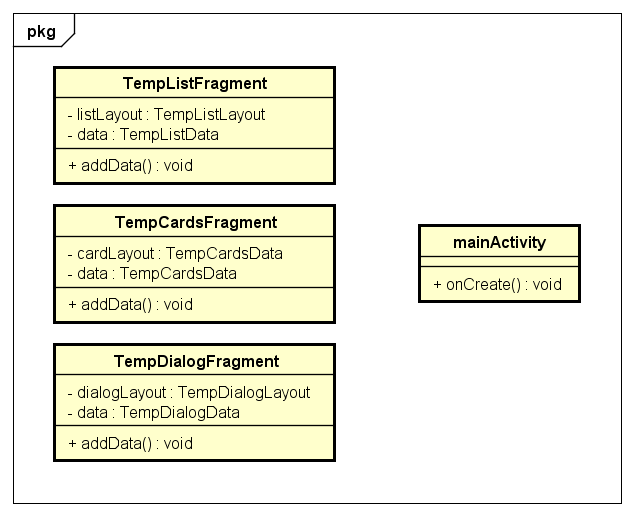 pkg
TempListFragment
- listLayout : TempListLayout
- data : TempListData
+ addData() : void
TempCardsFragment
- cardLayout : TempCardsData
- data : TempCardsData
+ addData() : void
TempDialogFragment
- dialogLayout : TempDialogLayout
- data : TempDialogData
+ addData() : void
mainActivity
+ onCreate() : void